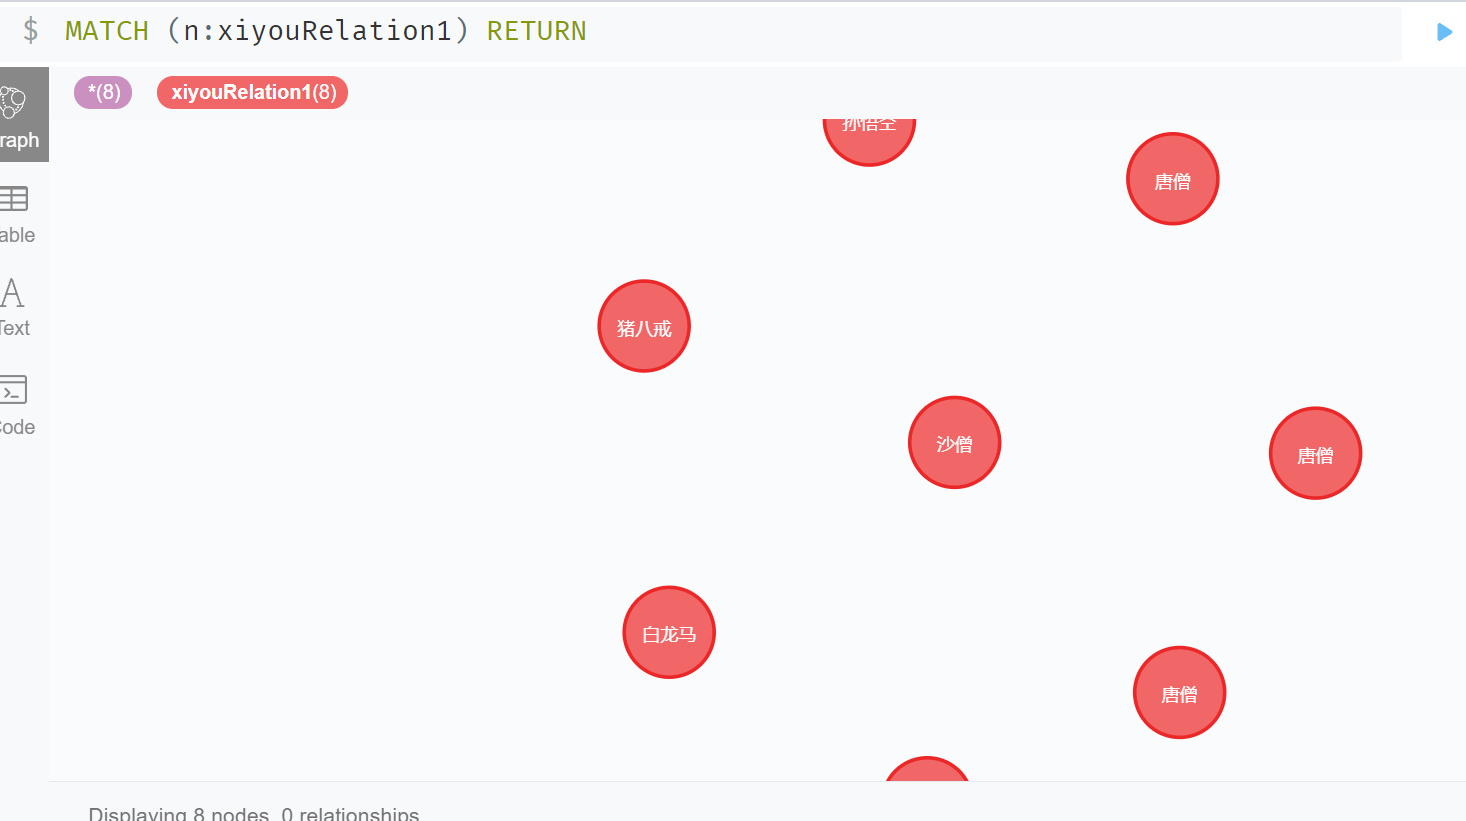 $ MATCH (n:xiyouRelation1) RETURN
*(8) xiyouRelation1(8)
raph
able
Text
ode
孙悟空
唐僧
猪八戒
沙僧
唐僧
白龙马
唐僧
Displaying 8 nodes, 0 relationships